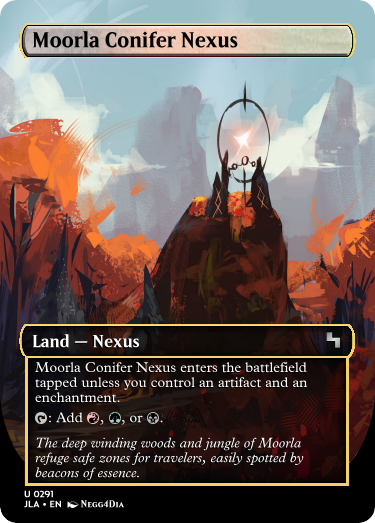 Moorla Conifer Nexus
Land — Nexus
Moorla Conifer Nexus enters the battlefield
tapped unless you control an artifact and an
enchantment.
: Add , , or .
The deep winding woods and jungle of Moorla
refuge safe zones for travelers, easily spotted by
beacons of essence.
U 0291
JLA • EN Negg4Dia